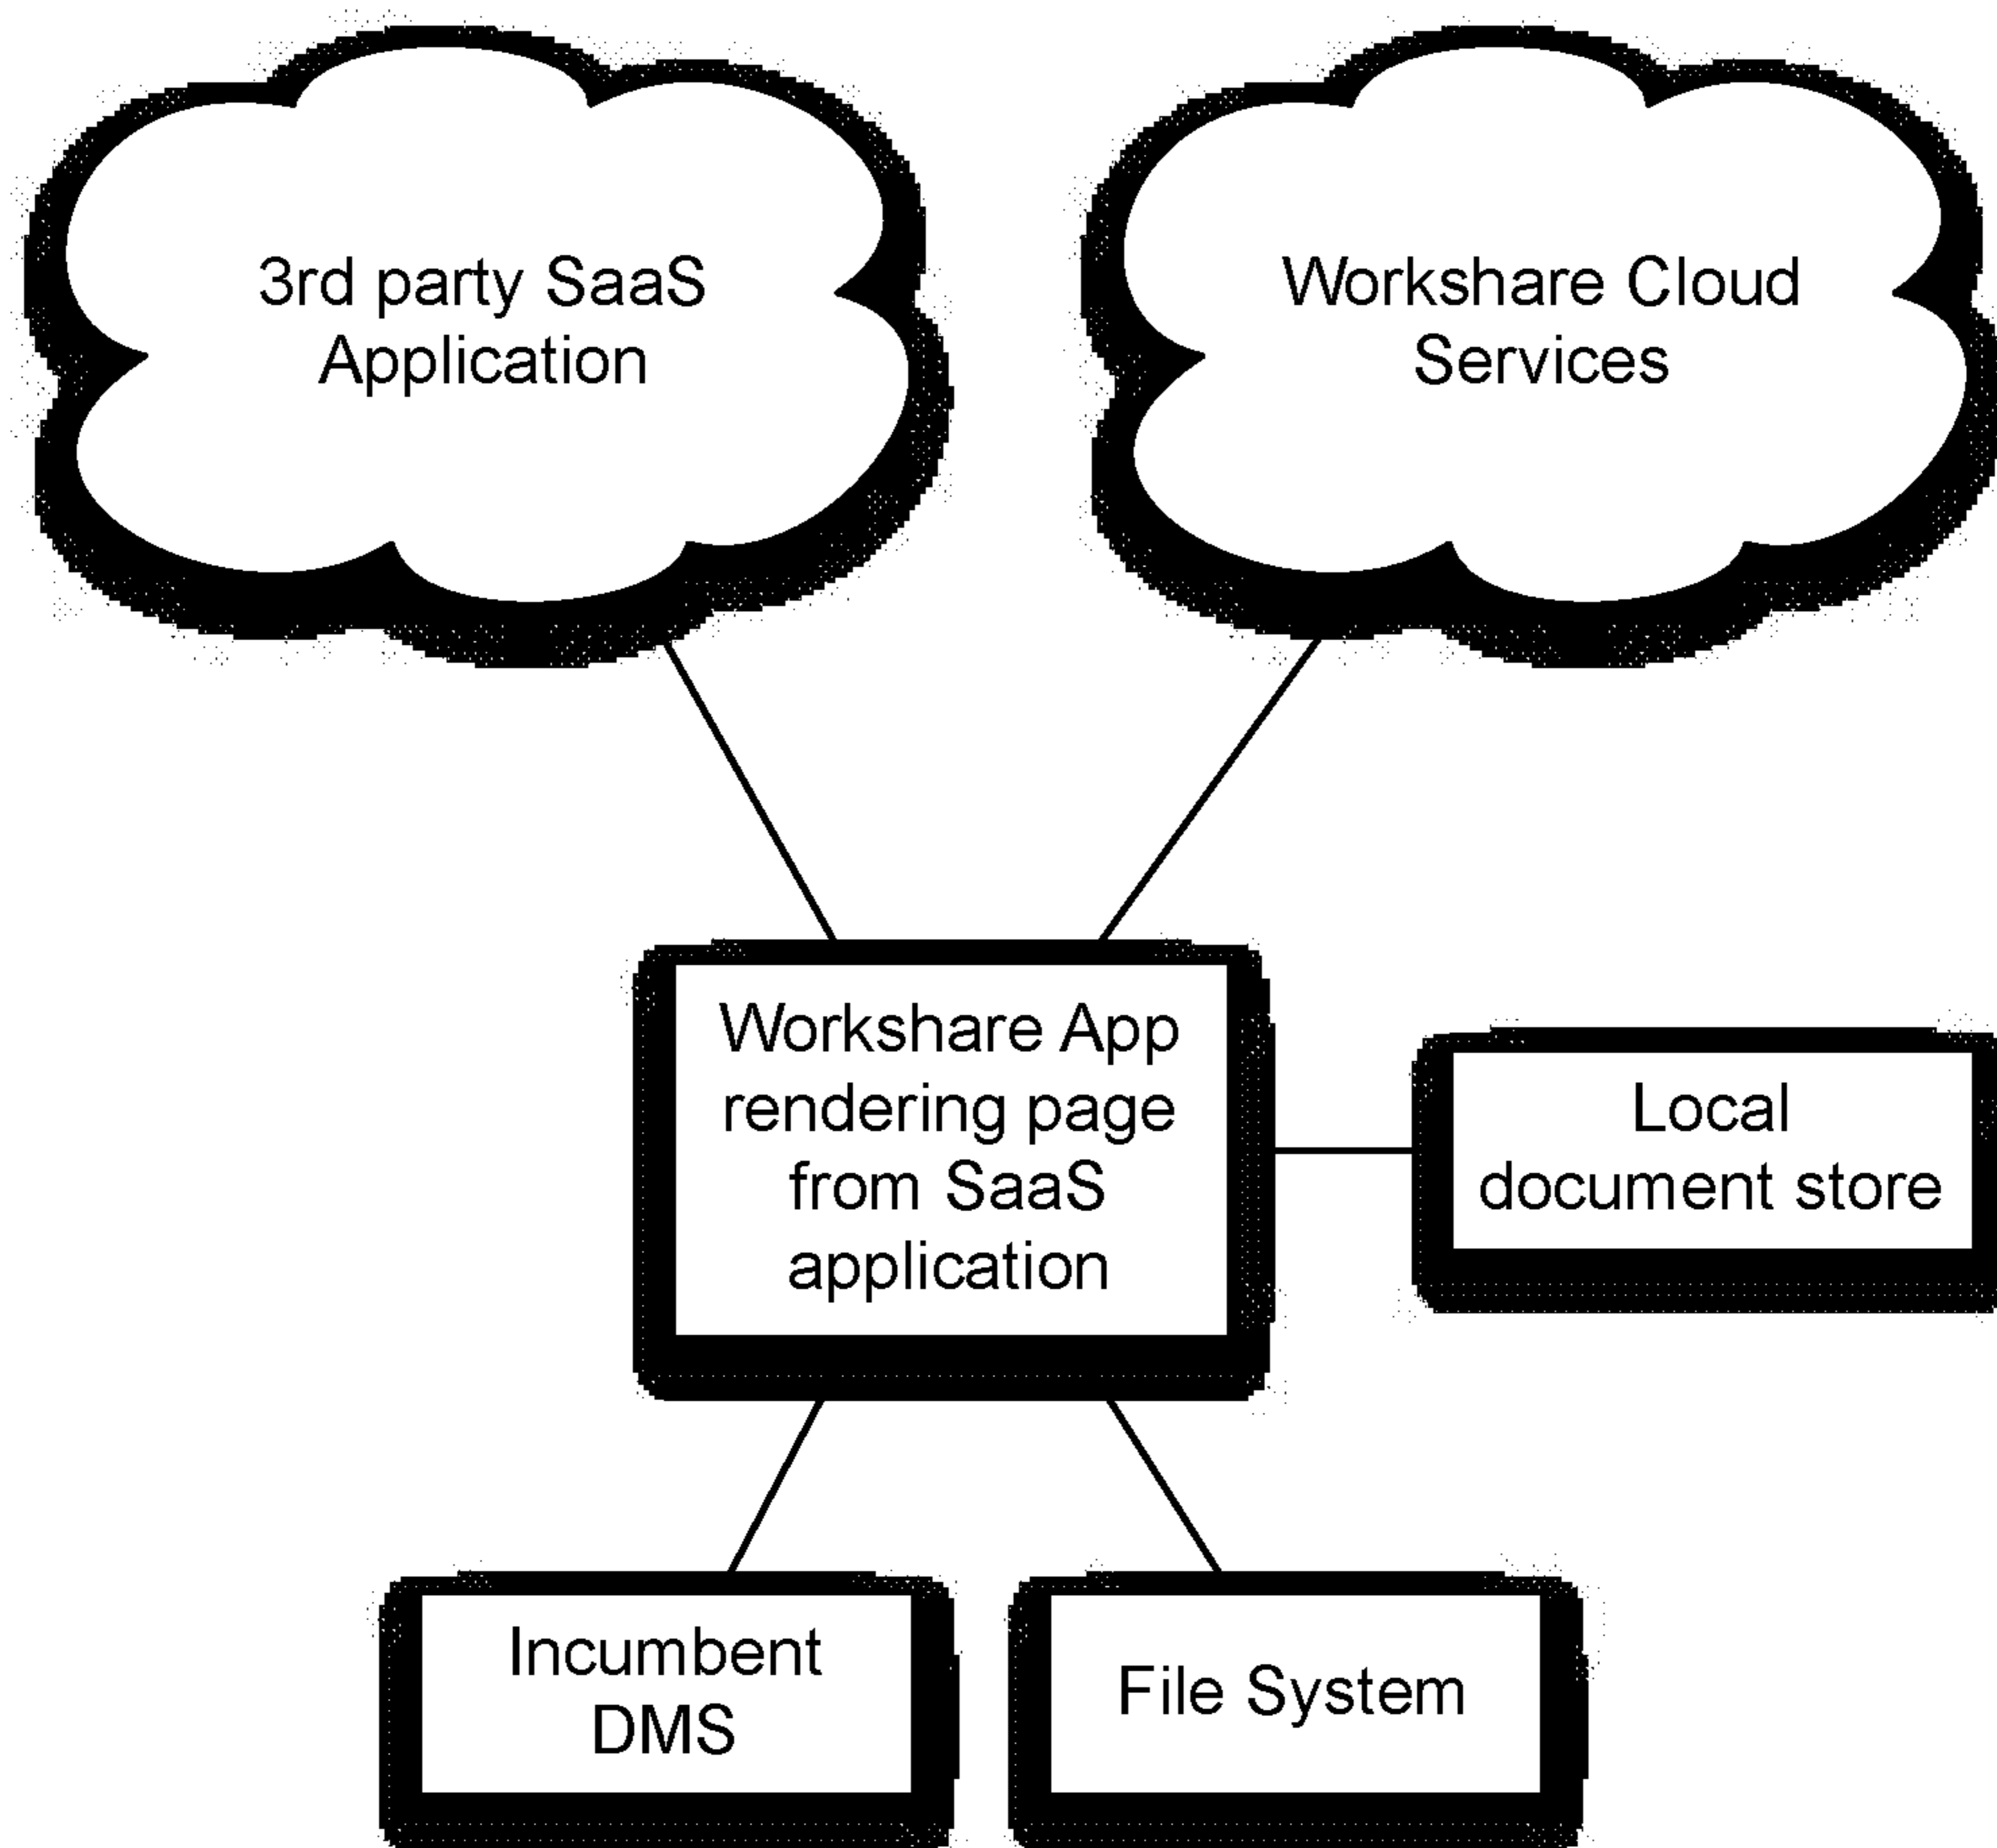 3rd party SaaS
Application
Workshare Cloud
Services
Workshare App
rendering page
from SaaS
application
Local
document store
Incumbent
DMS
File System